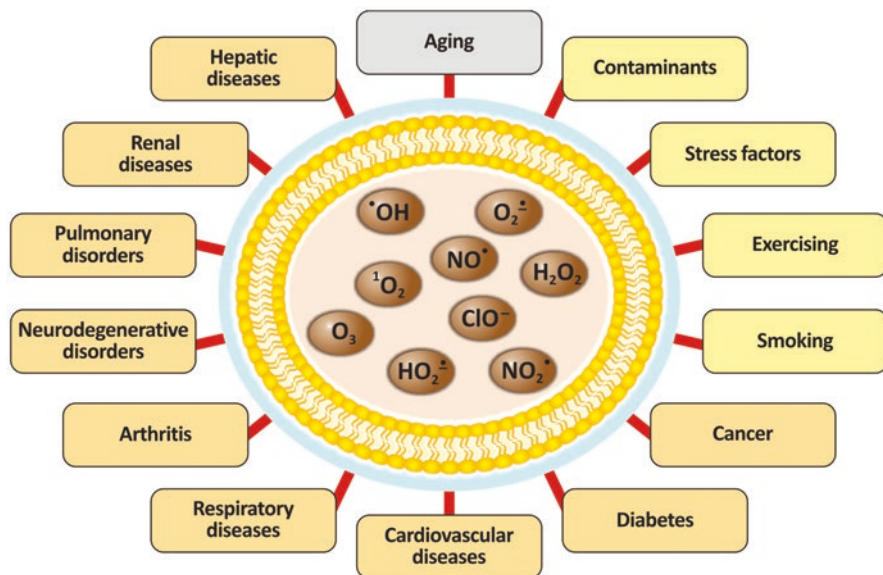 Aging
Hepatic
diseases
Contaminants
Renal
diseases
Stress factors
Pulmonary
disorders
Exercising
Neurodegenerative
disorders
Smoking
Arthritis
Cancer
Respiratory
diseases
Cardiovascular
diseases
Diabetes
•OH
O₂•̲
NO•
¹O₂
H₂O₂
O₃
ClO⁻
HO₂•̲
NO₂•